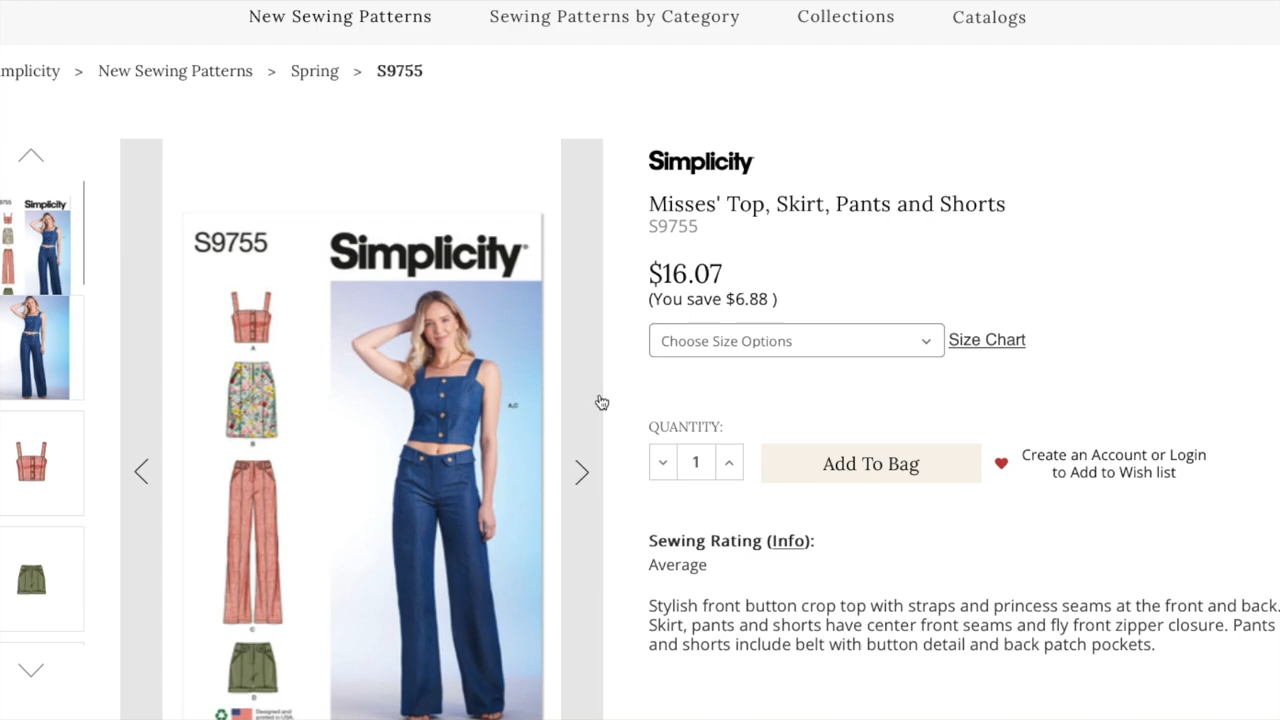 New Sewing Patterns Sewing Patterns by Category Collections Catalogs
mplicity > New Sewing Patterns > Spring > S9755
Simplicity
Misses' Top, Skirt, Pants and Shorts
S9755
$16.07
(You save $6.88 )
Choose Size Options
Size Chart
QUANTITY:
1
Add To Bag
Create an Account or Login
to Add to Wish list
Sewing Rating (Info):
Average
Stylish front button crop top with straps and princess seams at the front and back.
Skirt, pants and shorts have center front seams and fly front zipper closure. Pants
and shorts include belt with button detail and back patch pockets.
S9755
Simplicity
A
B
C
A,C
Designed and
printed in USA.
Simplicity